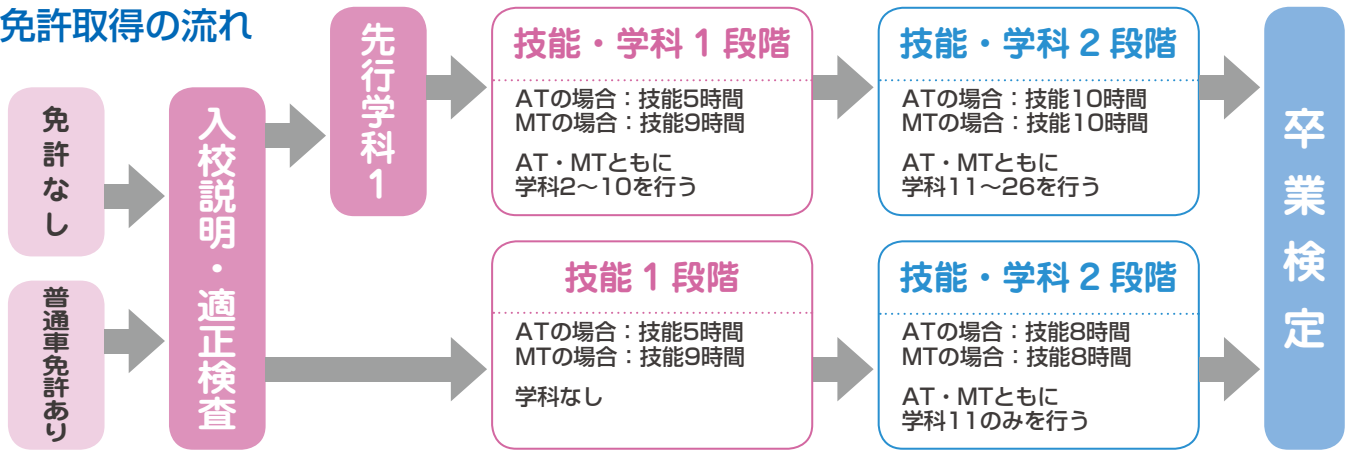 免許取得の流れ
免許なし
普通車免許あり
入校説明・適正検査
先行学科1
技能・学科 1 段階
ATの場合：技能5時間
MTの場合：技能9時間
AT・MTともに
学科2〜10を行う
技能・学科 2 段階
ATの場合：技能10時間
MTの場合：技能10時間
AT・MTともに
学科11〜26を行う
技能 1 段階
ATの場合：技能5時間
MTの場合：技能9時間
学科なし
技能・学科 2 段階
ATの場合：技能8時間
MTの場合：技能8時間
AT・MTともに
学科11のみを行う
卒業検定